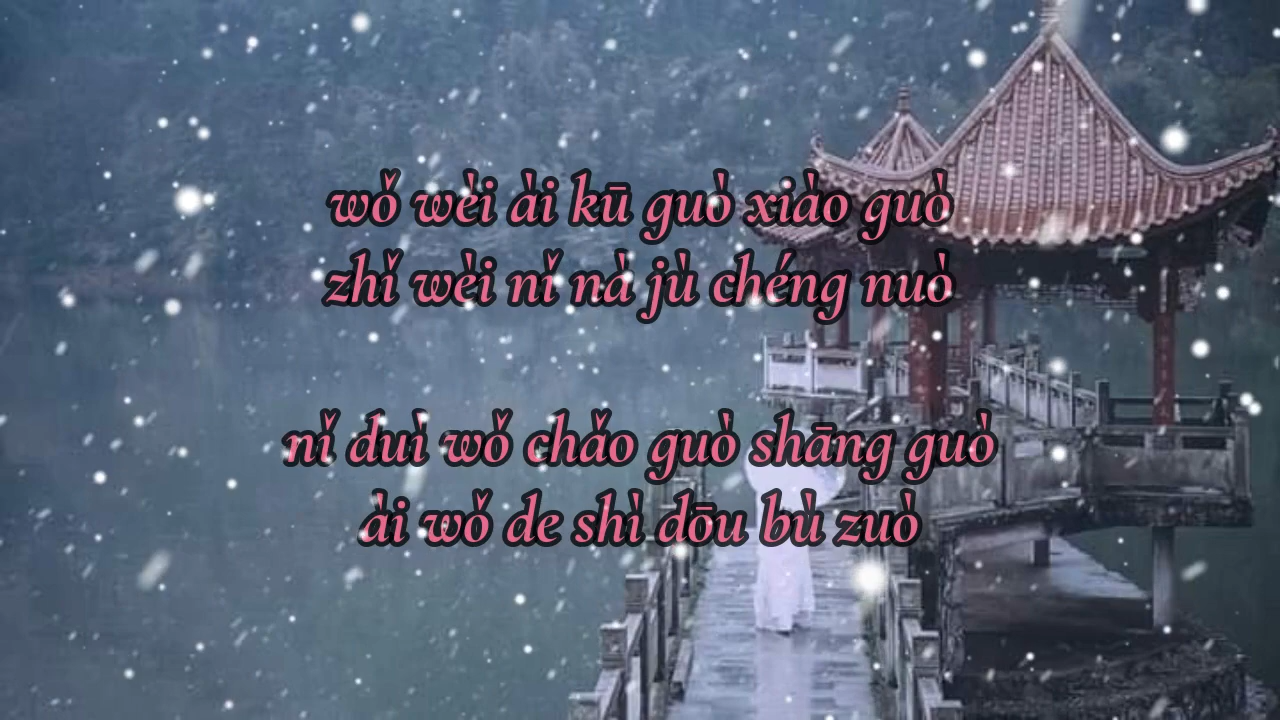 wǒ wèi ài kū guò xiào guò
zhǐ wèi nǐ nà jù chéng nuò
nǐ duì wǒ chǎo guò shāng guò
ài wǒ de shì dōu bù zuò